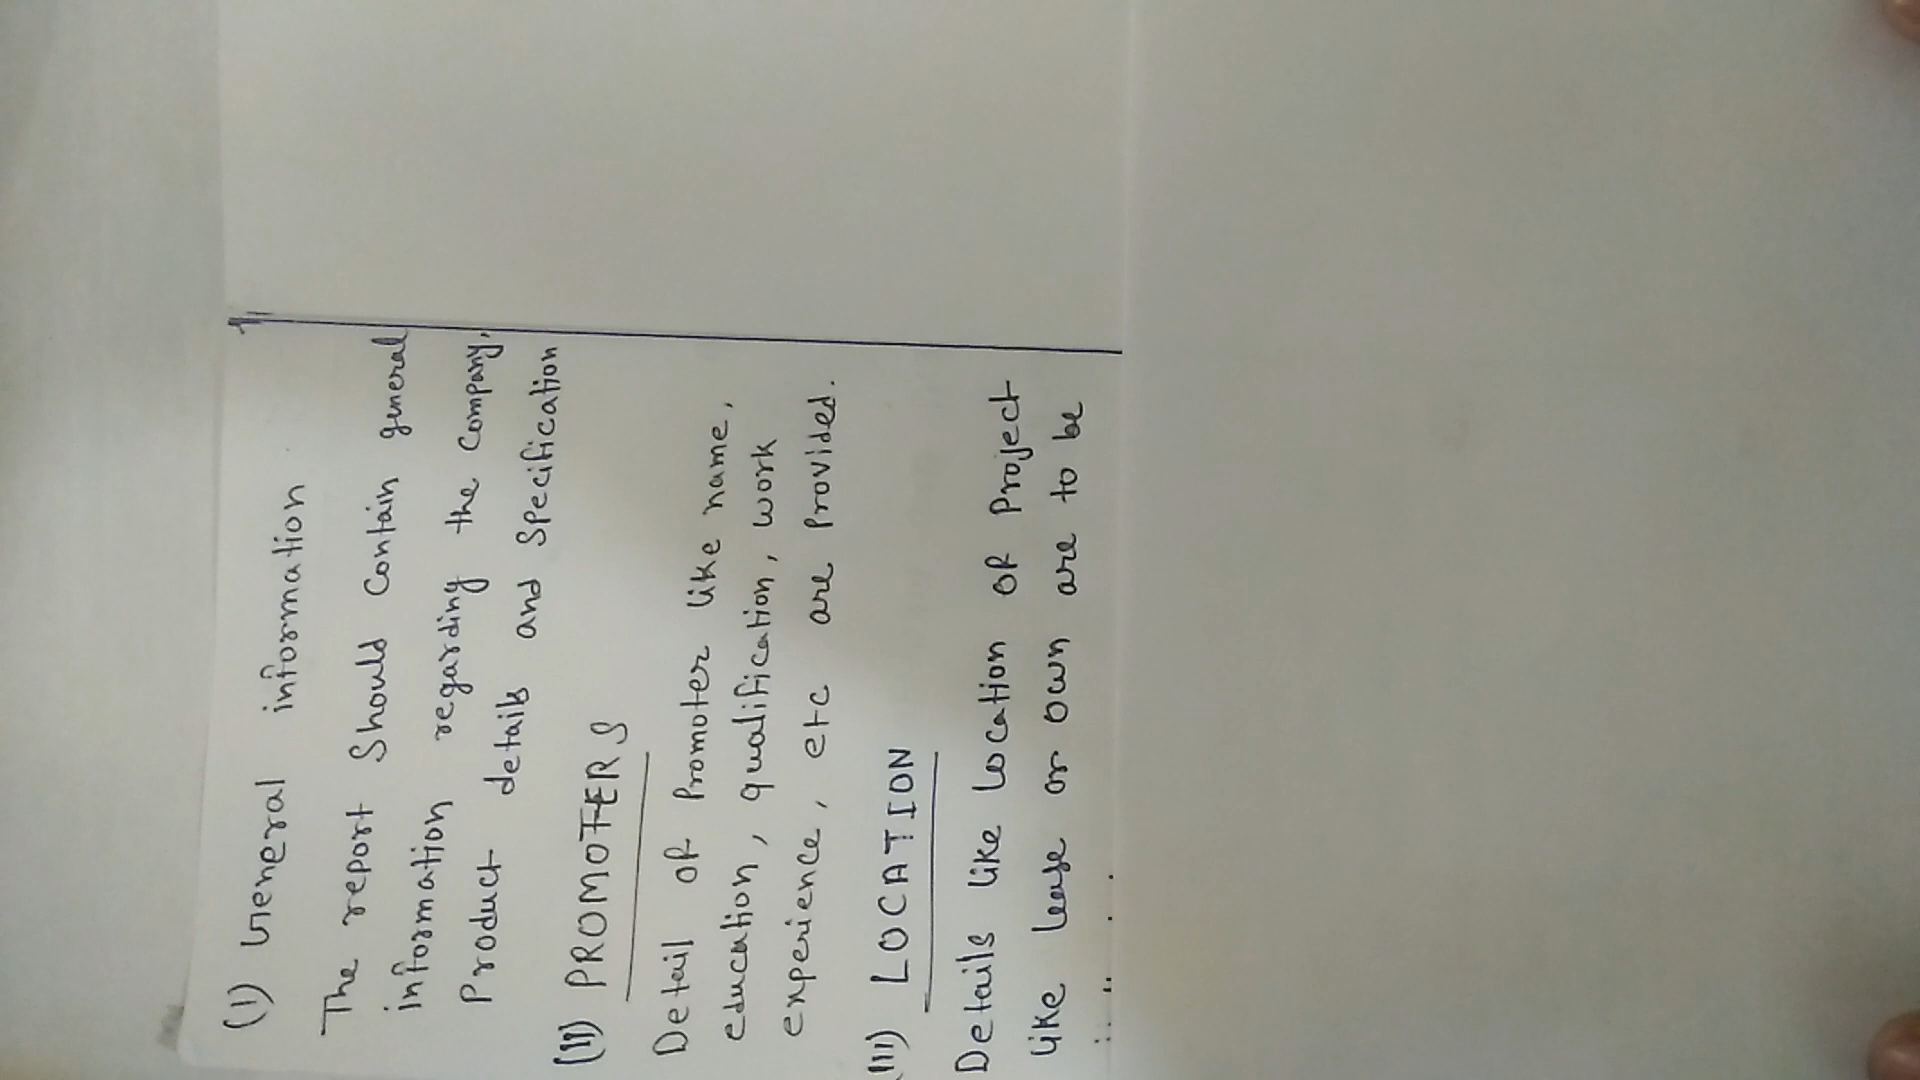 (I) General information
The report Should Contain general
information regarding the Company,
Product details and Specification
(II) PROMOTERS
Detail of Promoter like name,
education, qualification, work
experience, etc are Provided.
(III) LOCATION
Details like location of Project
like lease or own are to be